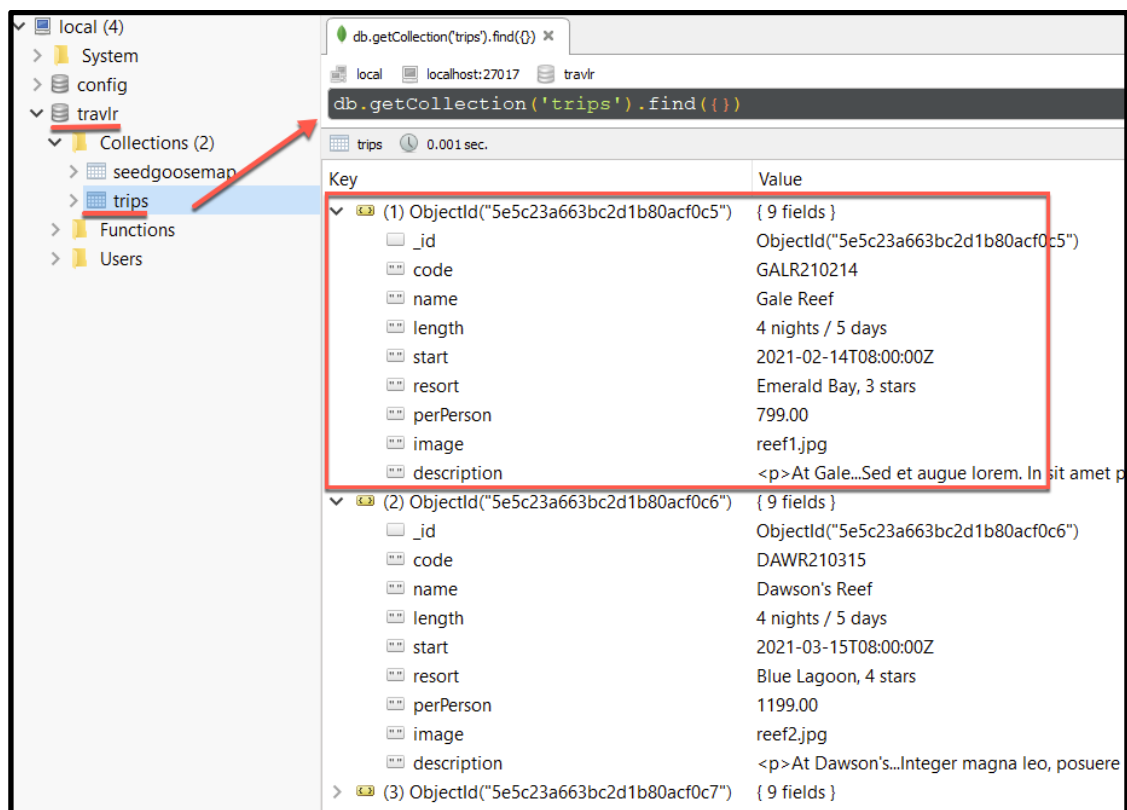 local (4)
System
config
travlr
Collections (2)
seedgoosemap
trips
Functions
Users
db.getCollection('trips').find({})
local localhost:27017 travlr
db.getCollection('trips').find({})
trips 0.001 sec.
Key Value
(1) ObjectId("5e5c23a663bc2d1b80acf0c5") { 9 fields }
_id ObjectId("5e5c23a663bc2d1b80acf0c5")
code GALR210214
name Gale Reef
length 4 nights / 5 days
start 2021-02-14T08:00:00Z
resort Emerald Bay, 3 stars
perPerson 799.00
image reef1.jpg
description <p>At Gale...Sed et augue lorem. In sit amet p
(2) ObjectId("5e5c23a663bc2d1b80acf0c6") { 9 fields }
_id ObjectId("5e5c23a663bc2d1b80acf0c6")
code DAWR210315
name Dawson's Reef
length 4 nights / 5 days
start 2021-03-15T08:00:00Z
resort Blue Lagoon, 4 stars
perPerson 1199.00
image reef2.jpg
description <p>At Dawson's...Integer magna leo, posuere
(3) ObjectId("5e5c23a663bc2d1b80acf0c7") { 9 fields }